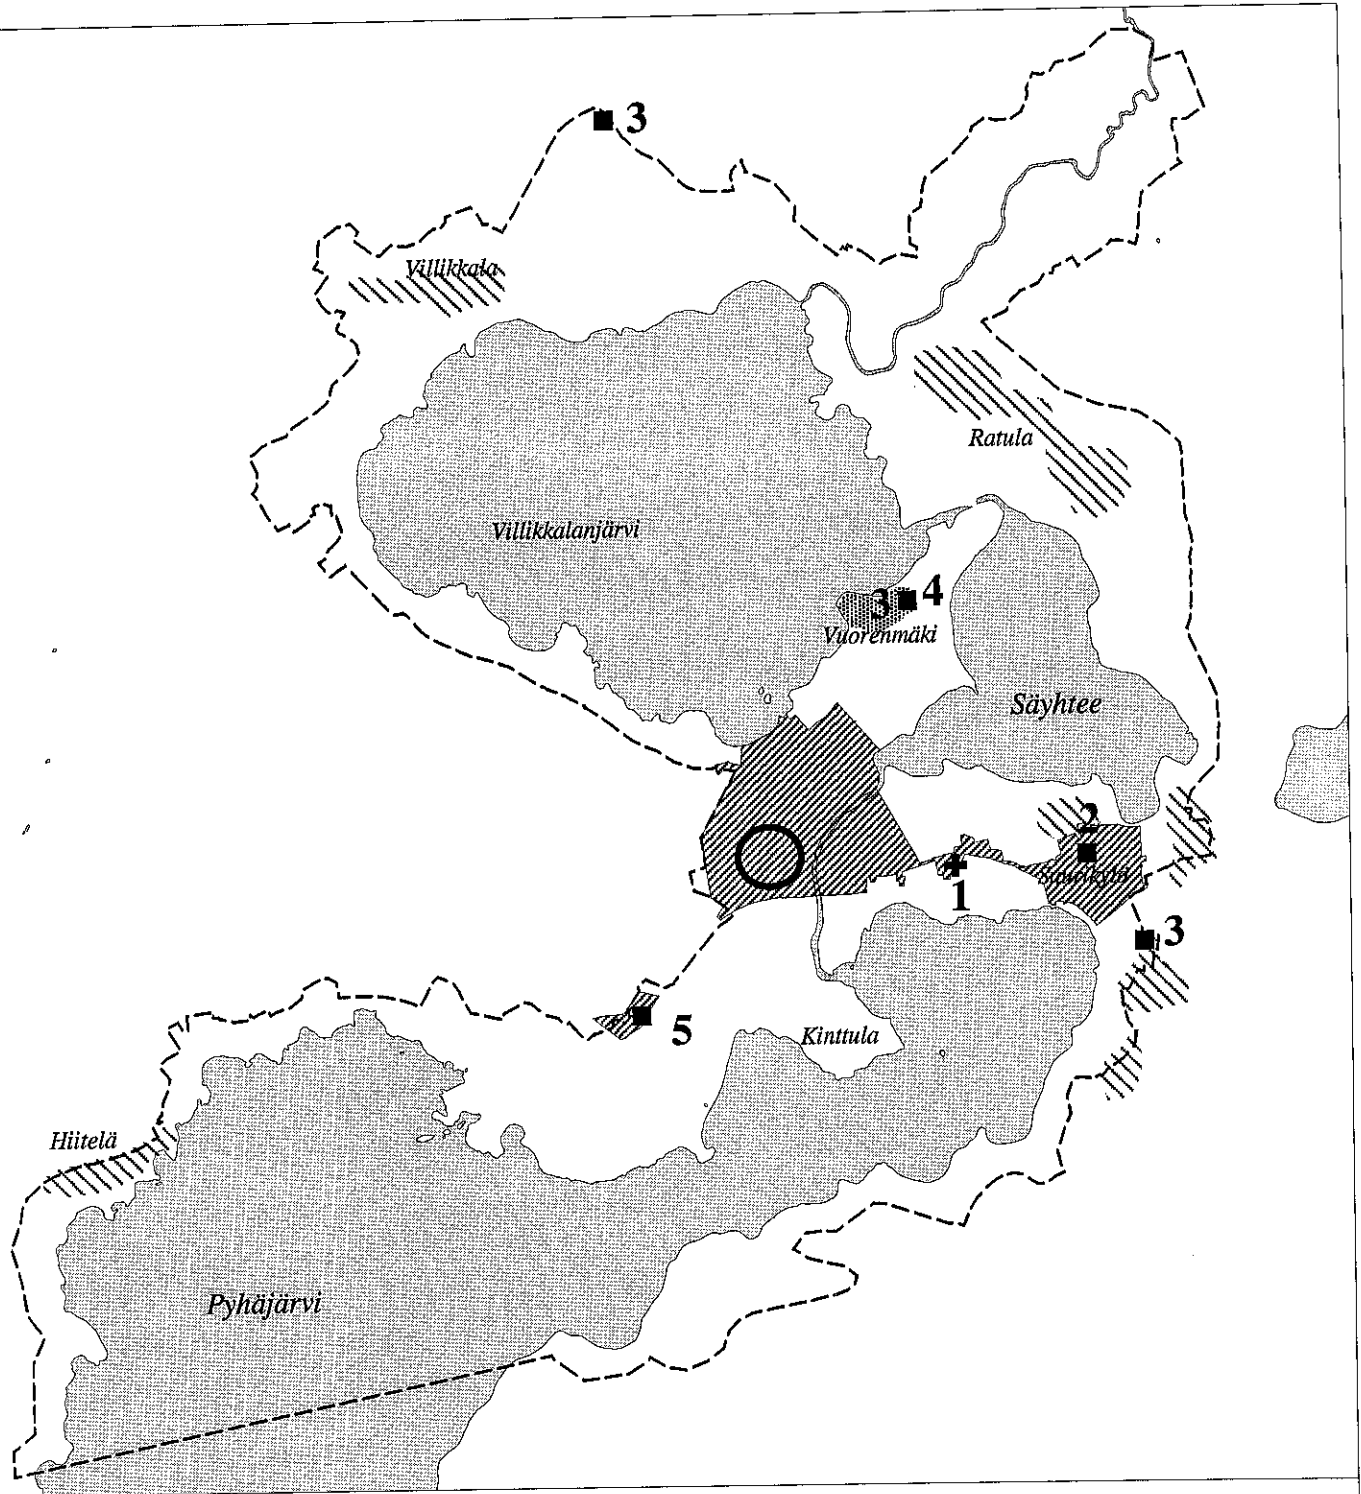 3
Villikkala
Ratula
Villikkalanjärvi
3
4
Vuorenmäki
Säyhtee
2
1
3
5
Kinttula
Hiitelä
Pyhäjärvi